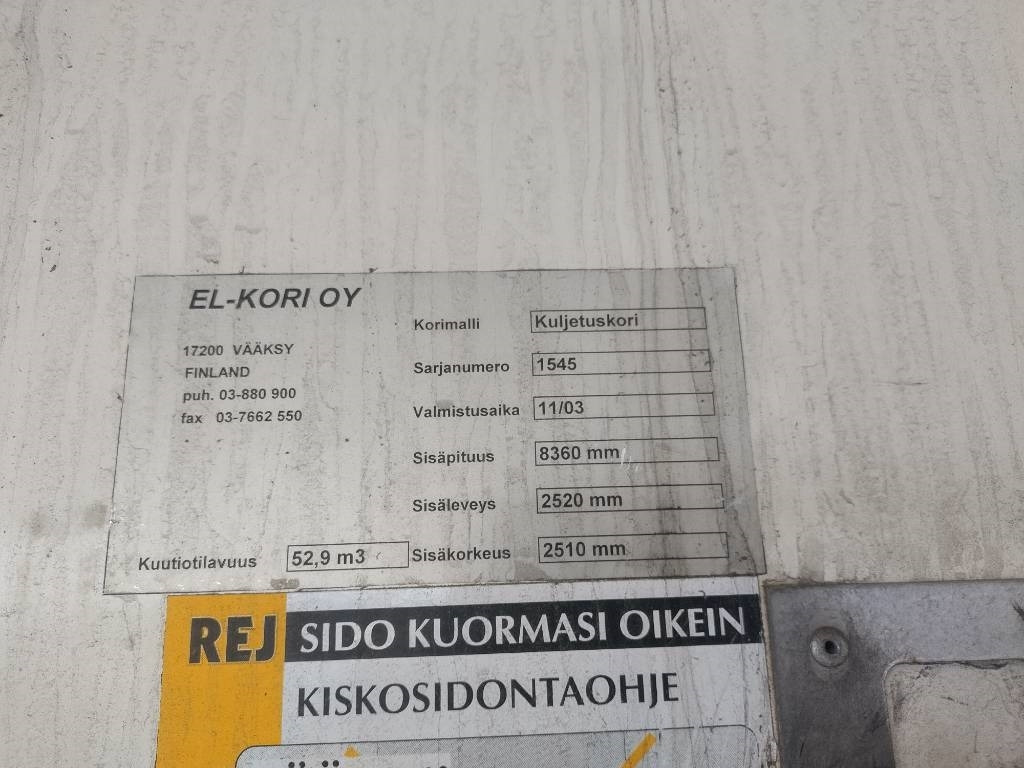 EL-KORI OY
17200 VÄÄKSY
FINLAND
puh. 03-880 900
fax 03-7662 550
Korimalli Kuljetuskori
Sarjanumero 1545
Valmistusaika 11/03
Sisäpituus 8360 mm
Sisäleveys 2520 mm
Kuutiotilavuus 52,9 m3 Sisäkorkeus 2510 mm
REJ SIDO KUORMASI OIKEIN
KISKOSIDONTAOHJE